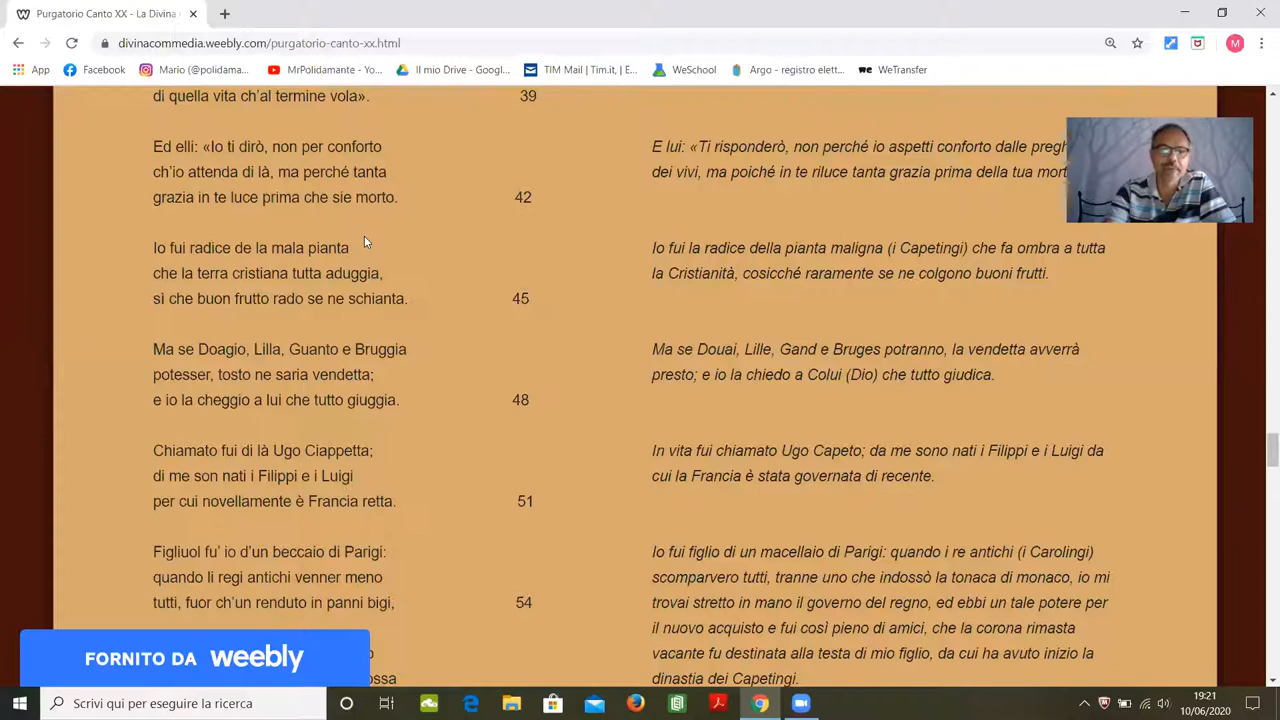 Purgatorio Canto XX - La Divina
divinacommedia.weebly.com/purgatorio-canto-xx.html
M
App
Facebook
Mario (@polidama...
MrPolidamante - Yo...
Il mio Drive - Googl...
TIM Mail | Tim.it, | E...
WeSchool
Argo - registro elett...
WeTransfer
di quella vita ch'al termine vola».
39
Ed elli: «Io ti dirò, non per conforto
ch'io attenda di là, ma perché tanta
grazia in te luce prima che sie morto.
42
Io fui radice de la mala pianta
che la terra cristiana tutta aduggia,
sì che buon frutto rado se ne schianta.
45
Ma se Doagio, Lilla, Guanto e Bruggia
potesser, tosto ne saria vendetta;
e io la cheggio a lui che tutto giuggia.
48
Chiamato fui di là Ugo Ciappetta;
di me son nati i Filippi e i Luigi
per cui novellamente è Francia retta.
51
Figliuol fu' io d'un beccaio di Parigi:
quando li regi antichi venner meno
tutti, fuor ch'un renduto in panni bigi,
54
E lui: «Ti risponderò, non perché io aspetti conforto dalle
dei vivi, ma poiché in te riluce tanta grazia prima della tua
Io fui la radice della pianta maligna (i Capetingi) che fa ombra a tutta
la Cristianità, cosicché raramente se ne colgono buoni frutti.
Ma se Douai, Lille, Gand e Bruges potranno, la vendetta avverrà
presto; e io la chiedo a Colui (Dio) che tutto giudica.
In vita fui chiamato Ugo Capeto; da me sono nati i Filippi e i Luigi da
cui la Francia è stata governata di recente.
Io fui figlio di un macellaio di Parigi: quando i re antichi (i Carolingi)
scomparvero tutti, tranne uno che indossò la tonaca di monaco, io mi
trovai stretto in mano il governo del regno, ed ebbi un tale potere per
il nuovo acquisto e fui così pieno di amici, che la corona rimasta
vacante fu destinata alla testa di mio figlio, da cui ha avuto inizio la
dinastia dei Capetingi.
FORNITO DA weebly
Scrivi qui per eseguire la ricerca
19:21
10/06/2020